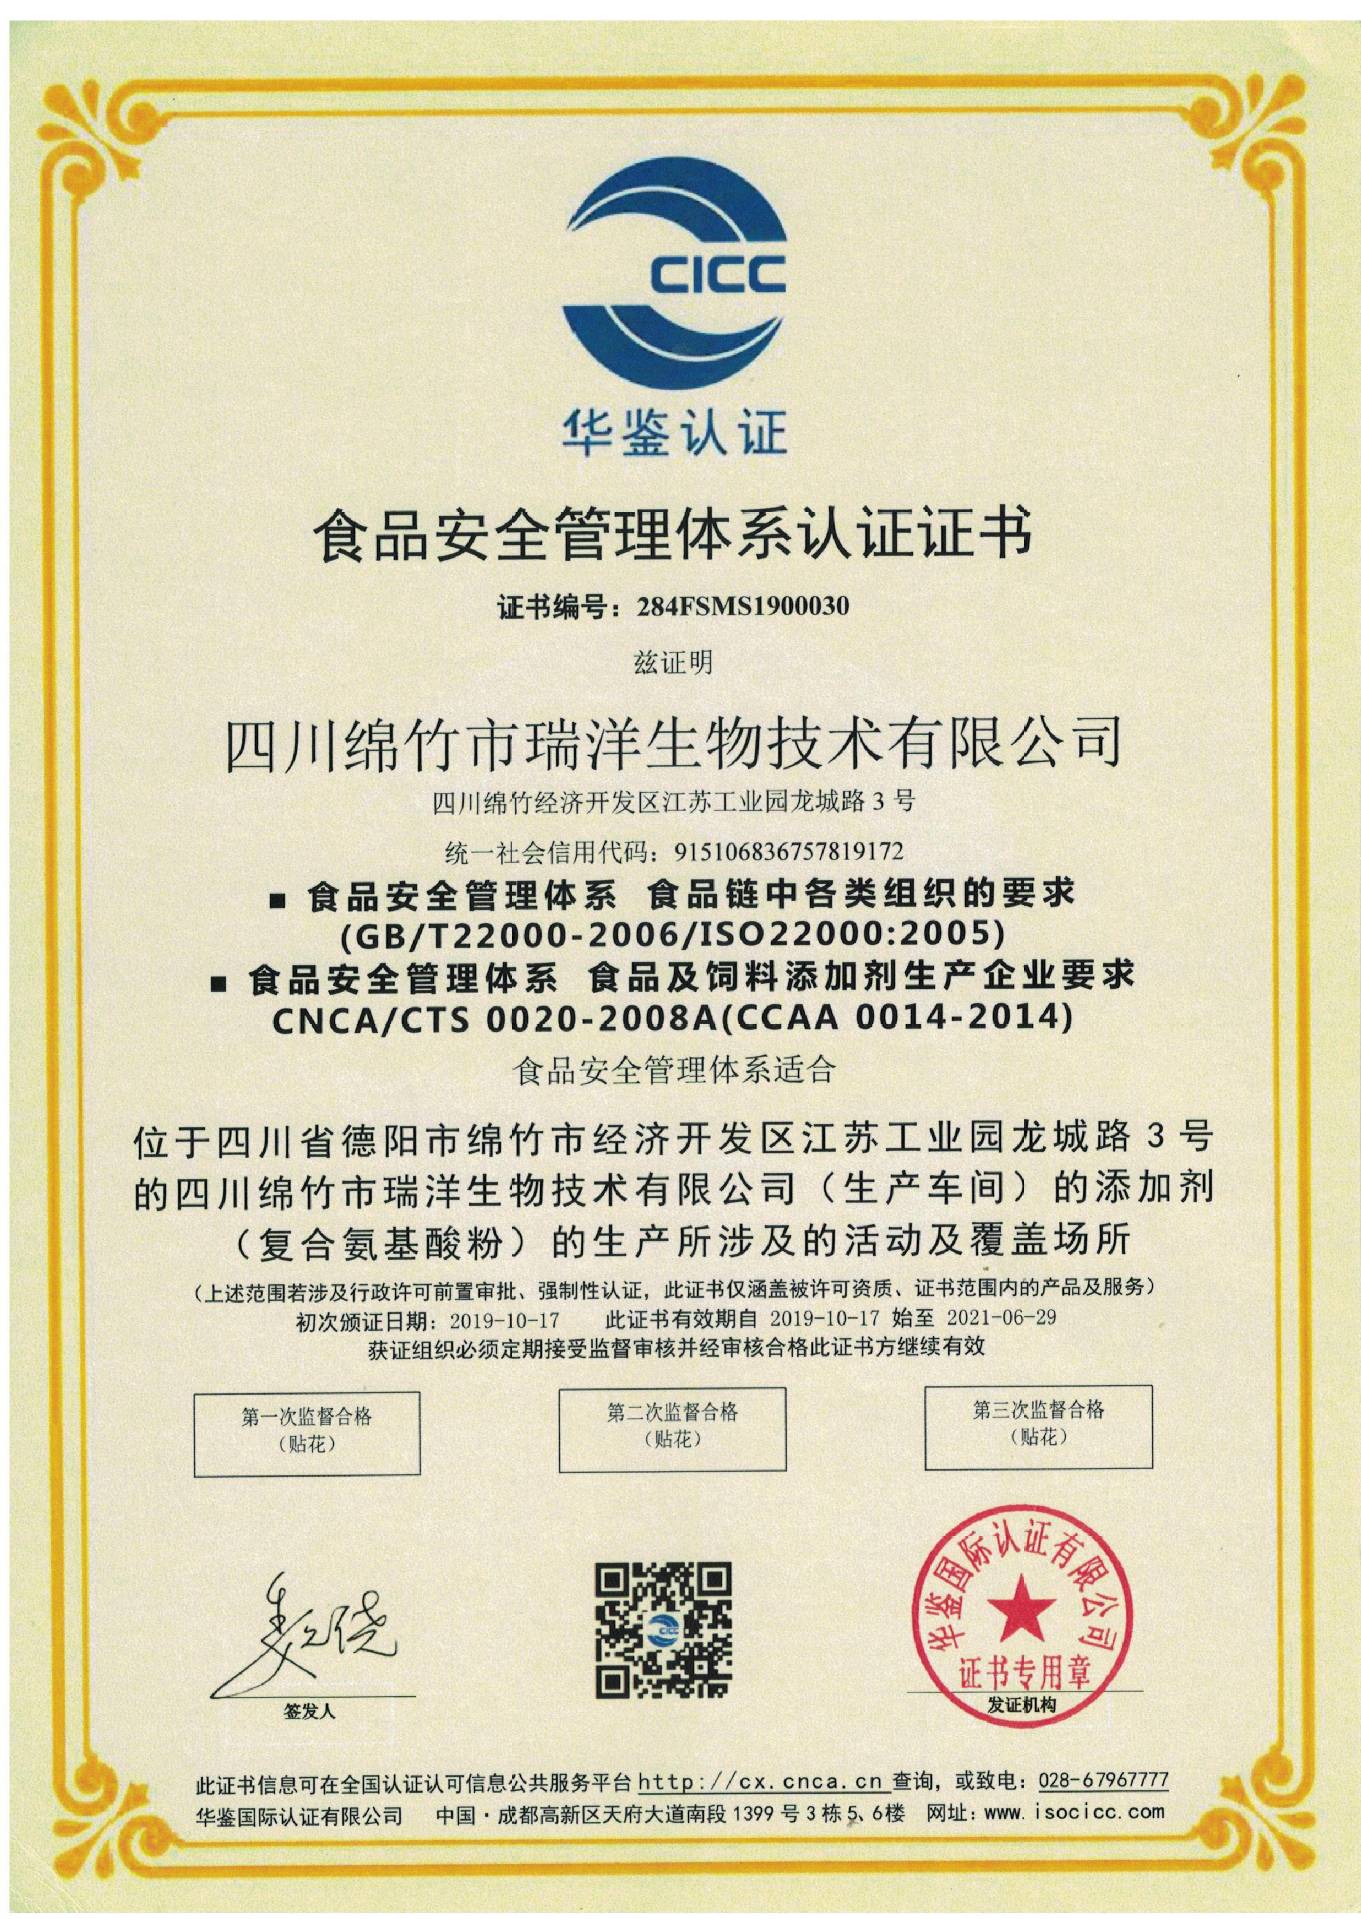 CICC
华鉴认证
食品安全管理体系认证证书
证书编号：284FSMS1900030
兹证明
四川绵竹市瑞洋生物技术有限公司
四川绵竹经济开发区江苏工业园龙城路 3 号
统一社会信用代码：915106836757819172
■ 食品安全管理体系 食品链中各类组织的要求
(GB/T22000-2006/ISO22000:2005)
■ 食品安全管理体系 食品及饲料添加剂生产企业要求
CNCA/CTS 0020-2008A(CCAA 0014-2014)
食品安全管理体系适合
位于四川省德阳市绵竹市经济开发区江苏工业园龙城路 3 号
的四川绵竹市瑞洋生物技术有限公司（生产车间）的添加剂
（复合氨基酸粉）的生产所涉及的活动及覆盖场所
（上述范围若涉及行政许可前置审批、强制性认证，此证书仅涵盖被许可资质、证书范围内的产品及服务）
初次颁证日期：2019-10-17 此证书有效期自 2019-10-17 始至 2021-06-29
获证组织必须定期接受监督审核并经审核合格此证书方继续有效
第一次监督合格
（贴花）
第二次监督合格
（贴花）
第三次监督合格
（贴花）
签发人
CICC
华鉴国际认证有限公司
证书专用章
发证机构
此证书信息可在全国认证认可信息公共服务平台 http://cx.cnca.cn 查询，或致电：028-67967777
华鉴国际认证有限公司 中国·成都高新区天府大道南段 1399 号 3 栋 5、6楼 网址：www.isocicc.com